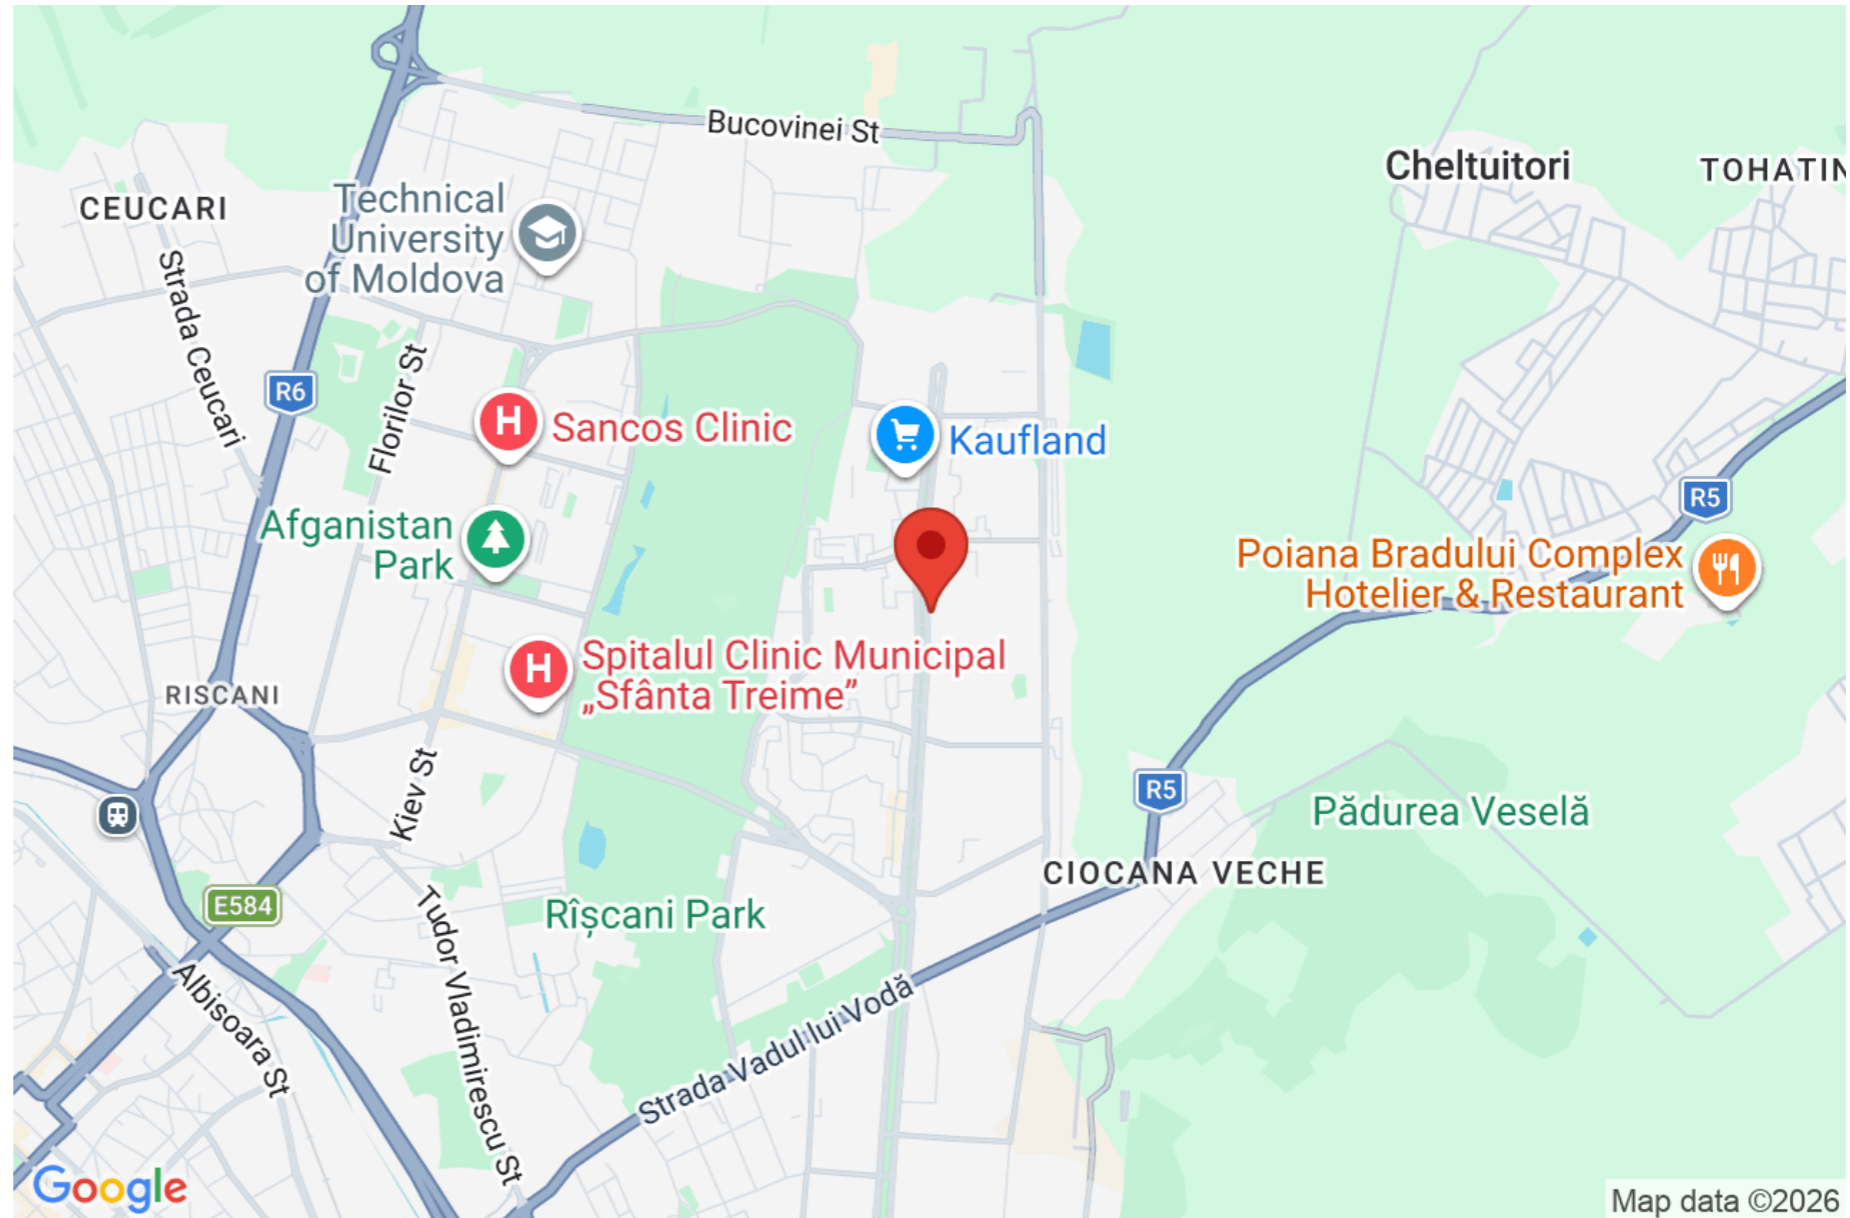 Bucovinei St
Cheltuitori
TOHATIN
CEUCARI
Technical
University
of Moldova
Strada Ceucari
R6
Florilor St
H
Sancos Clinic
Kaufland
R5
Afganistan
Park
Poiana Bradului Complex
Hotelier & Restaurant
H
Spitalul Clinic Municipal
„Sfânta Treime”
RISCANI
Kiev St
R5
Pădurea Veselă
CIOCANA VECHE
E584
Rîșcani Park
Tudor Vladimirescu St
Albisoara St
Strada Vadul lui Vodă
Google
Map data ©2026